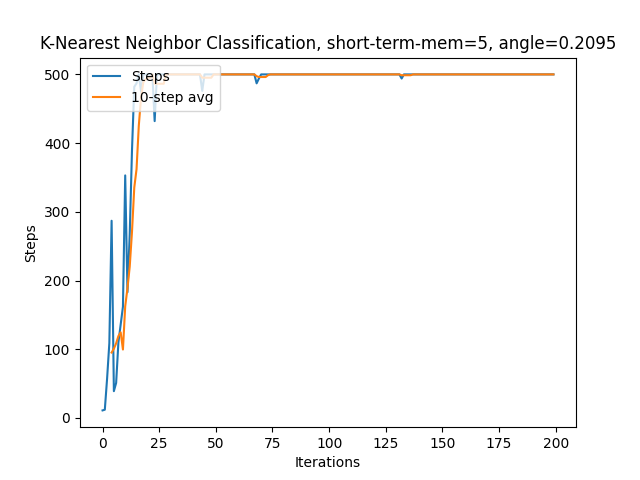 K-Nearest Neighbor Classification, short-term-mem=5, angle=0.2095
Steps
10-step avg
500
400
300
200
100
0
Steps
0 25 50 75 100 125 150 175 200
Iterations